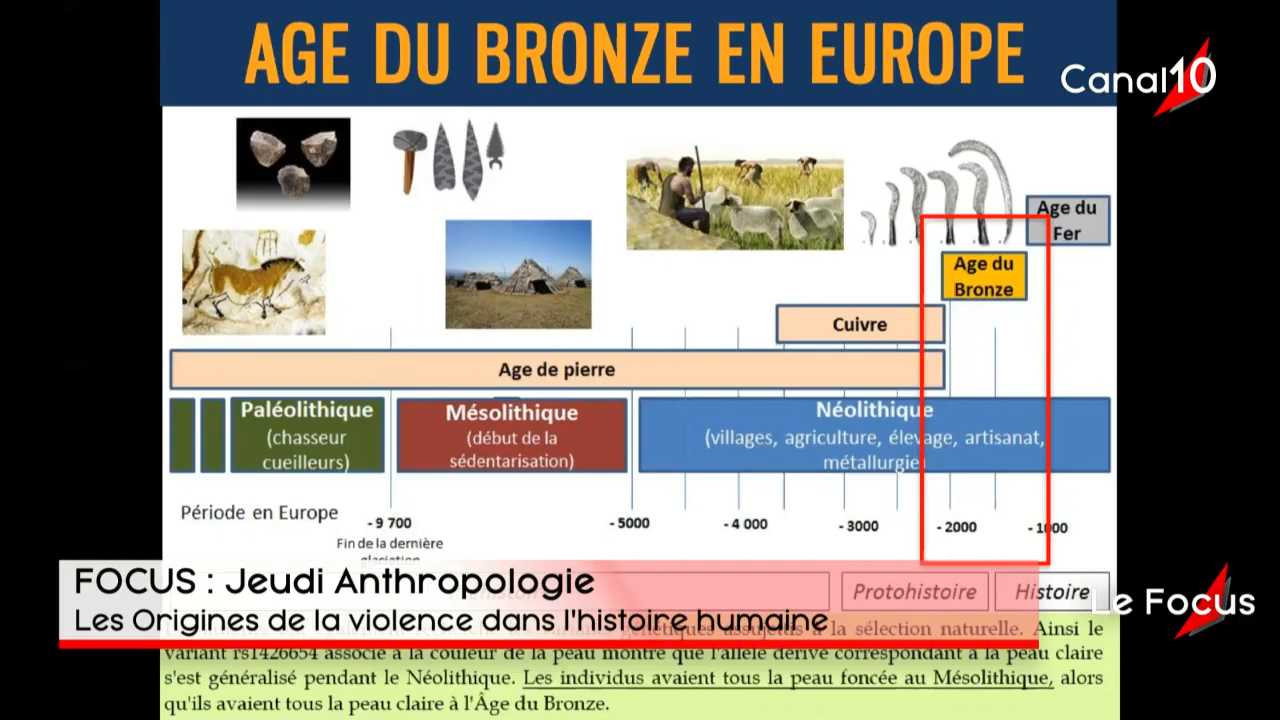 AGE DU BRONZE EN EUROPE
Canal10
Age du
Fer
Age du
Bronze
Cuivre
Age de pierre
Paléolithique
(chasseur
cueilleurs)
Mésolithique
(début de la
sédentarisation)
Néolithique
(villages, agriculture, élevage, artisanat,
métallurgie)
Période en Europe
- 9 700
- 5000
- 4 000
- 3000
- 2000
- 1000
Fin de la dernière
glaciation
Protohistoire
Histoire
FOCUS : Jeudi Anthropologie
Les Origines de la violence dans l'histoire humaine
Le Focus
génétiques assujetis à la sélection naturelle. Ainsi le
variant rs1426654 associé à la couleur de la peau montre que l'allèle dérivé correspondant à la peau claire
s'est généralisé pendant le Néolithique. Les individus avaient tous la peau foncée au Mésolithique, alors
qu'ils avaient tous la peau claire à l'Âge du Bronze.